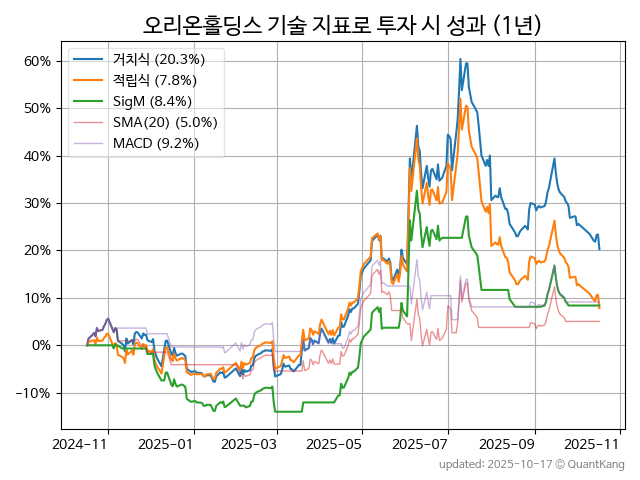 오리온홀딩스 기술 지표로 투자 시 성과 (1년)
60%
50%
40%
30%
20%
10%
0%
−10%
거치식 (20.3%)
적립식 (7.8%)
SigM (8.4%)
SMA(20) (5.0%)
MACD (9.2%)
2024-11
2025-01
2025-03
2025-05
2025-07
2025-09
2025-11
updated: 2025-10-17 © QuantKang